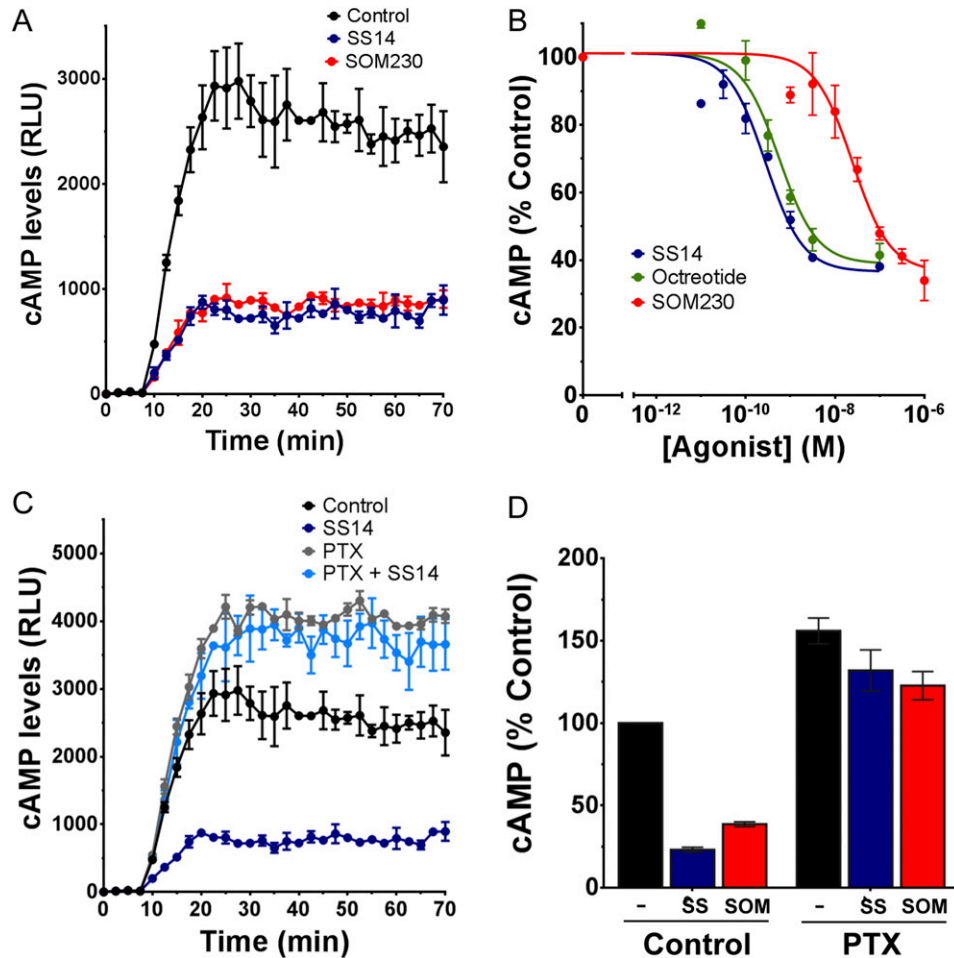 A
Control
SS14
SOM230
cAMP levels (RLU)
3000
2000
1000
0
0 10 20 30 40 50 60 70
Time (min)
B
cAMP (% Control)
100
80
60
40
20
0
SS14
Octreotide
SOM230
0 10⁻¹² 10⁻¹⁰ 10⁻⁸ 10⁻⁶
[Agonist] (M)
C
Control
SS14
PTX
PTX + SS14
cAMP levels (RLU)
5000
4000
3000
2000
1000
0
0 10 20 30 40 50 60 70
Time (min)
D
cAMP (% Control)
200
150
100
50
0
- SS SOM - SS SOM
Control PTX